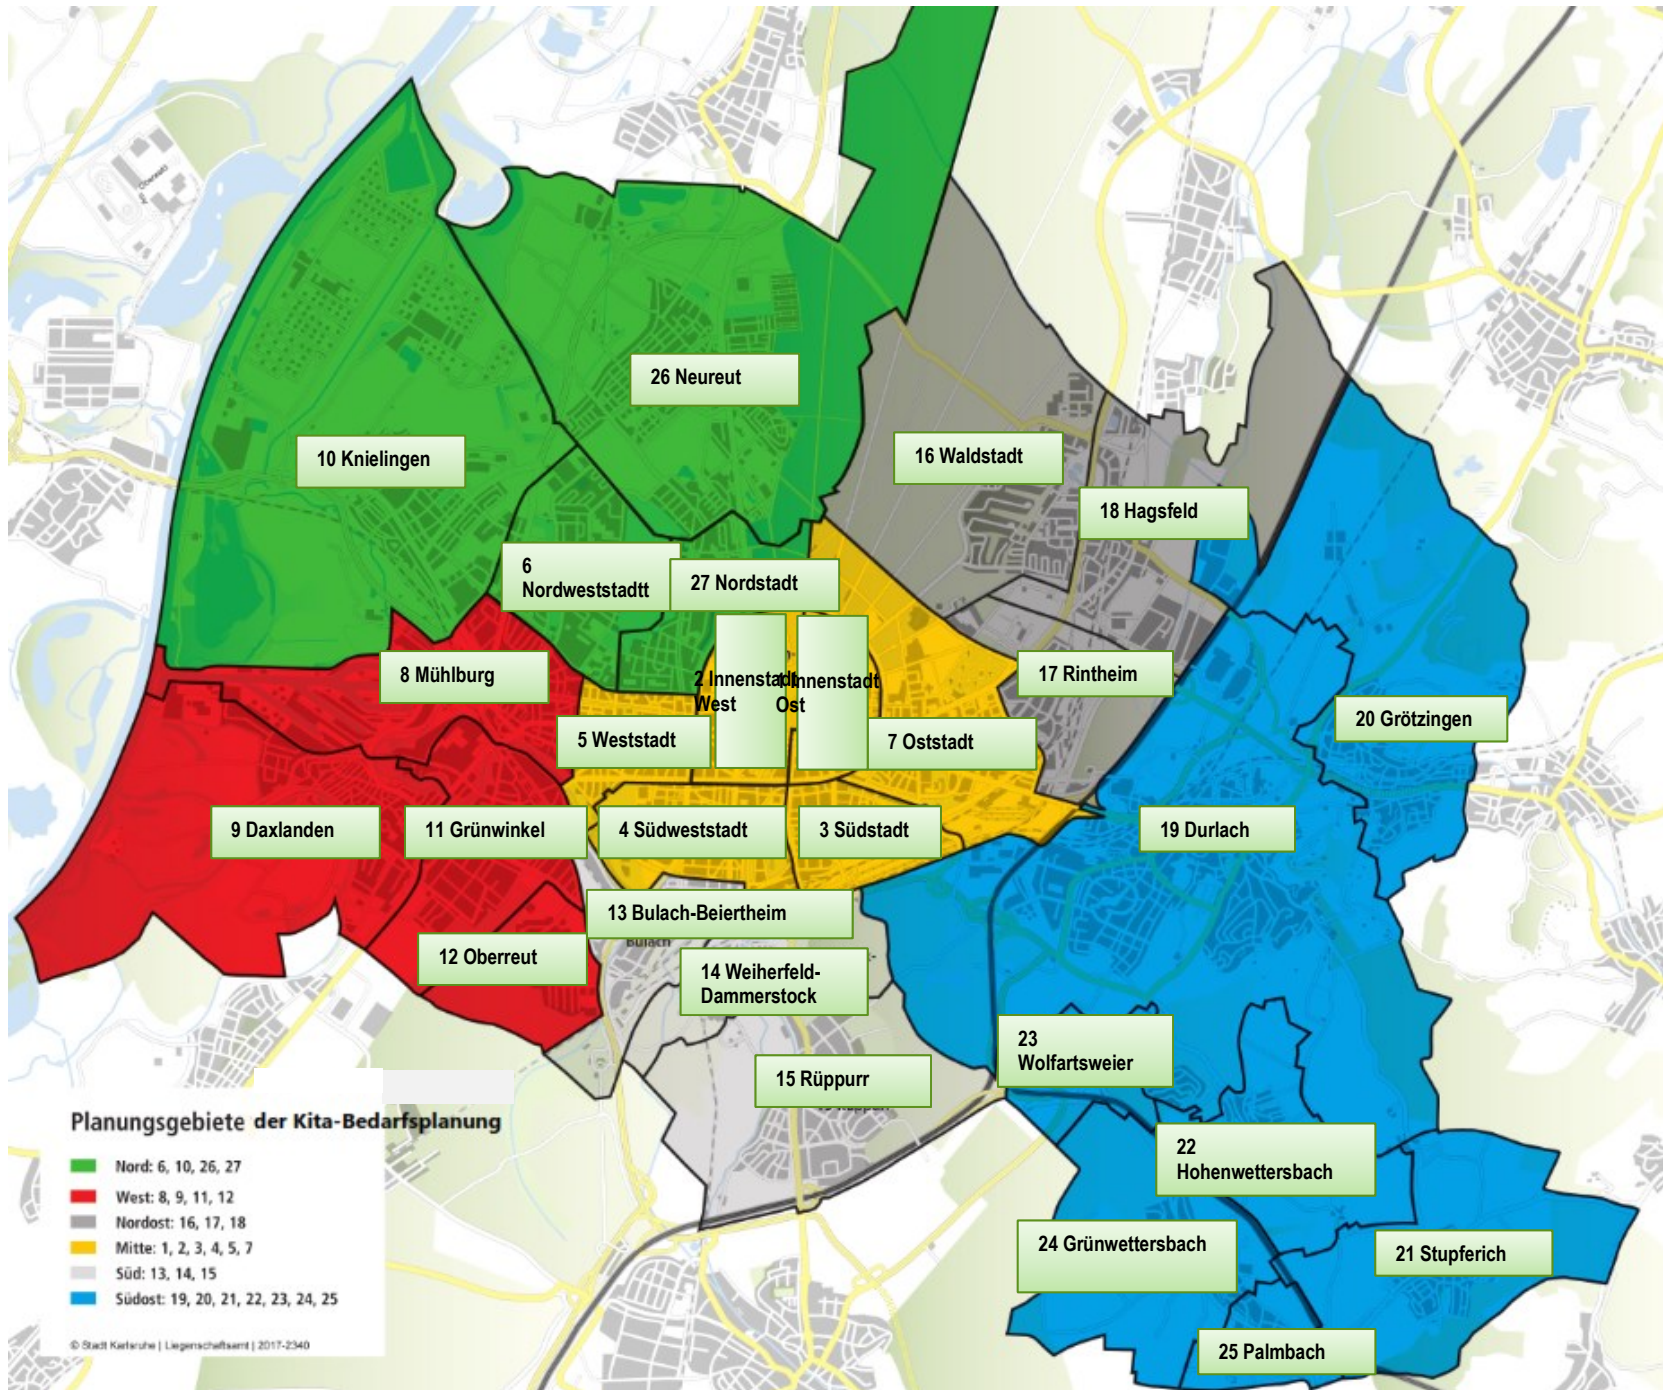 26 Neureut
10 Knielingen
16 Waldstadt
18 Hagsfeld
6
Nordweststadtt
27 Nordstadt
8 Mühlburg
2 Innenstadt
West
1 Innenstadt
Ost
17 Rintheim
5 Weststadt
7 Oststadt
20 Grötzingen
9 Daxlanden
11 Grünwinkel
4 Südweststadt
3 Südstadt
19 Durlach
13 Bulach-Beiertheim
Bulach
12 Oberreut
14 Weiherfeld-
Dammerstock
23
Wolfartsweier
15 Rüppurr
22
Hohenwettersbach
24 Grünwettersbach
21 Stupferich
25 Palmbach
Planungsgebiete der Kita-Bedarfsplanung
Nord: 6, 10, 26, 27
West: 8, 9, 11, 12
Nordost: 16, 17, 18
Mitte: 1, 2, 3, 4, 5, 7
Süd: 13, 14, 15
Südost: 19, 20, 21, 22, 23, 24, 25
© Stadt Karlsruhe | Liegenschaftsamt | 2017-2340